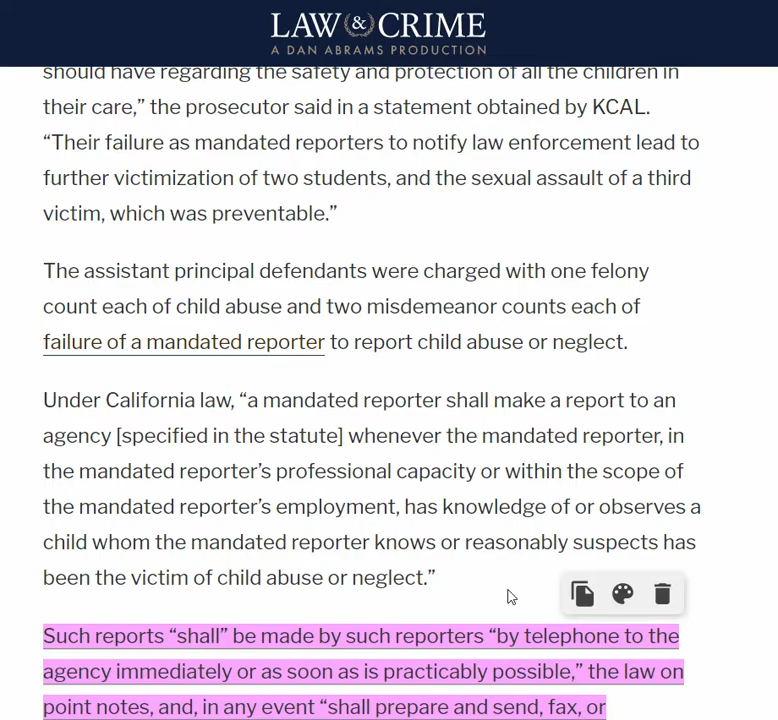 LAW & CRIME
A DAN ABRAMS PRODUCTION
should have regarding the safety and protection of all the children in
their care,” the prosecutor said in a statement obtained by KCAL.
“Their failure as mandated reporters to notify law enforcement lead to
further victimization of two students, and the sexual assault of a third
victim, which was preventable.”
The assistant principal defendants were charged with one felony
count each of child abuse and two misdemeanor counts each of
failure of a mandated reporter to report child abuse or neglect.
Under California law, “a mandated reporter shall make a report to an
agency [specified in the statute] whenever the mandated reporter, in
the mandated reporter’s professional capacity or within the scope of
the mandated reporter’s employment, has knowledge of or observes a
child whom the mandated reporter knows or reasonably suspects has
been the victim of child abuse or neglect.”
Such reports “shall” be made by such reporters “by telephone to the
agency immediately or as soon as is practicably possible,” the law on
point notes, and, in any event “shall prepare and send, fax, or